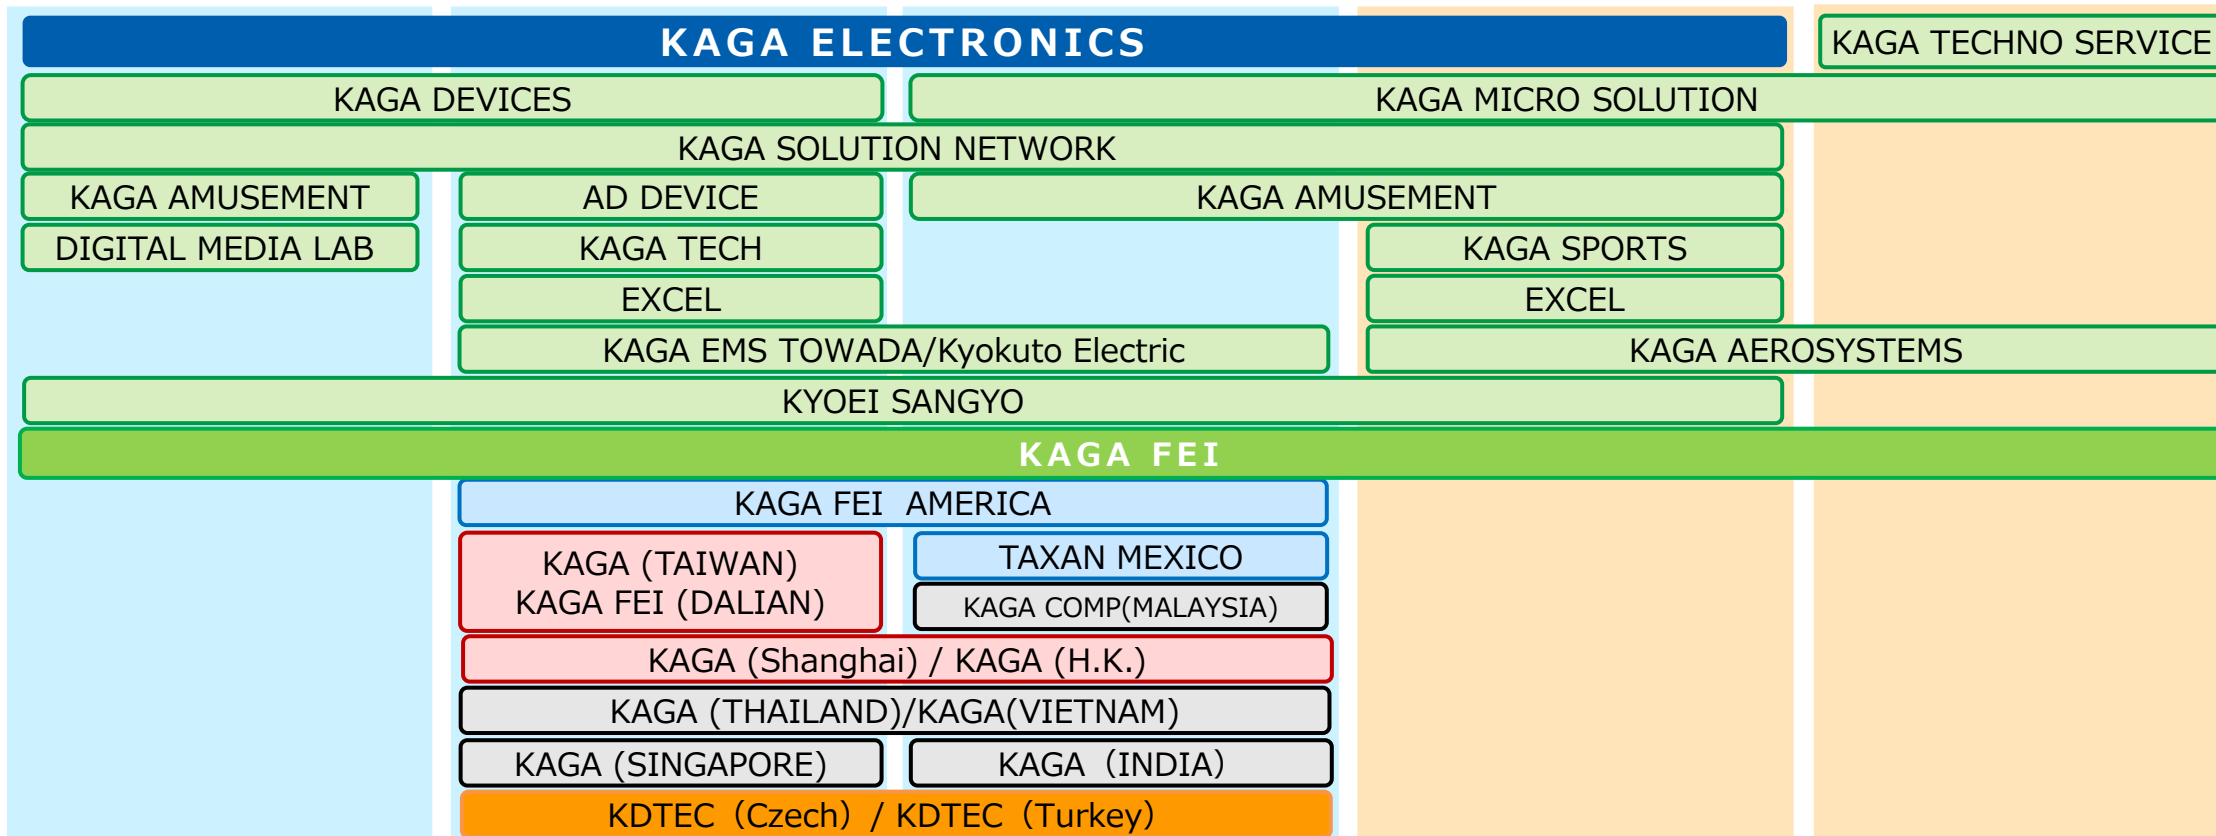 KAGA ELECTRONICS
KAGA TECHNO SERVICE
KAGA DEVICES
KAGA MICRO SOLUTION
KAGA SOLUTION NETWORK
KAGA AMUSEMENT
AD DEVICE
KAGA AMUSEMENT
DIGITAL MEDIA LAB
KAGA TECH
KAGA SPORTS
EXCEL
EXCEL
KAGA EMS TOWADA/Kyokuto Electric
KAGA AEROSYSTEMS
KYOEI SANGYO
KAGA FEI
KAGA FEI  AMERICA
KAGA (TAIWAN)
KAGA FEI (DALIAN)
TAXAN MEXICO
KAGA COMP(MALAYSIA)
KAGA (Shanghai) / KAGA (H.K.)
KAGA (THAILAND)/KAGA(VIETNAM)
KAGA (SINGAPORE)
KAGA（INDIA）
KDTEC（Czech）/ KDTEC（Turkey）